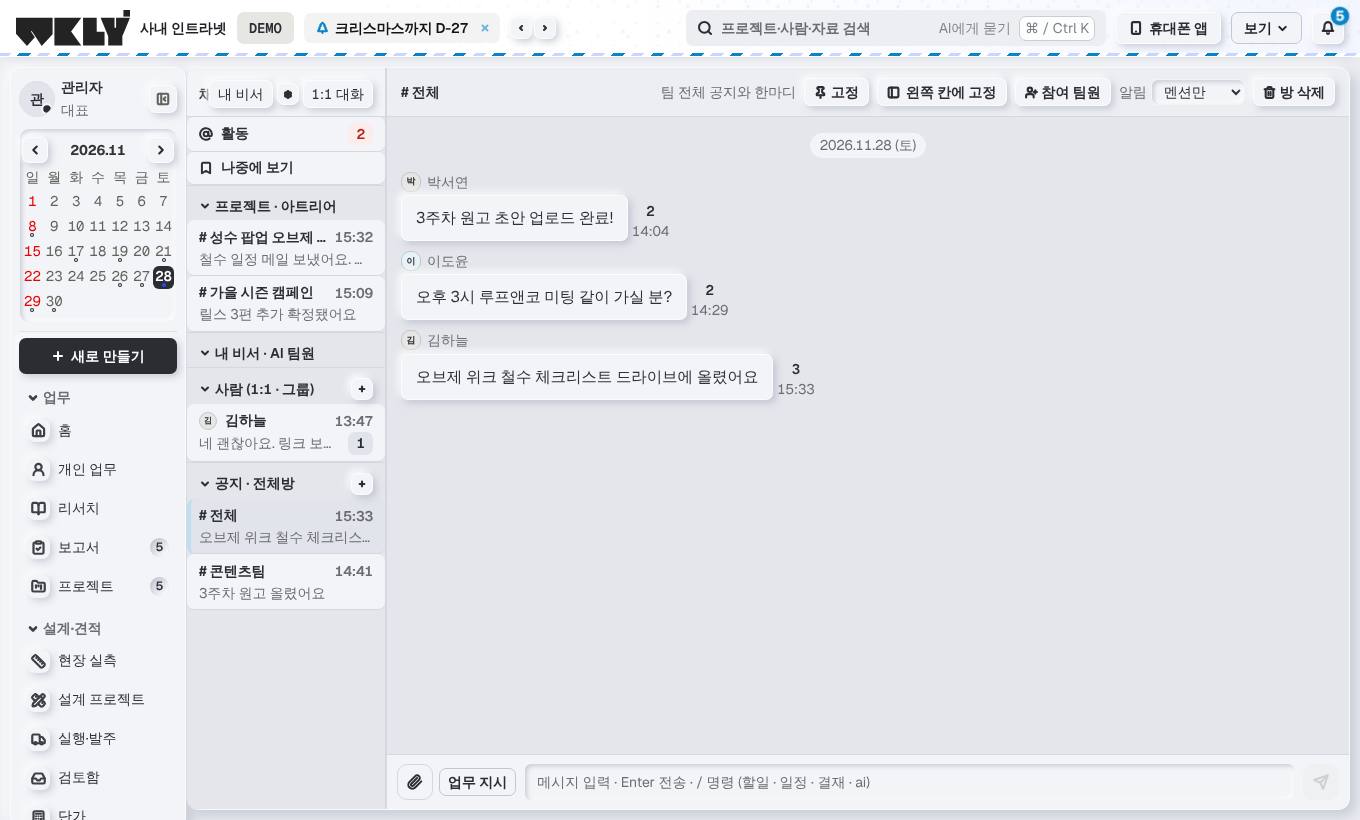 WKLY 사내 인트라넷 DEMO 크리스마스까지 D-27 × 프로젝트·사람·자료 검색 AI에게 묻기 ⌘ / Ctrl K 휴대폰 앱 보기 5
관 관리자
대표
2026.11
일 월 화 수 목 금 토
1 2 3 4 5 6 7
8 9 10 11 12 13 14
15 16 17 18 19 20 21
22 23 24 25 26 27 28
29 30
+ 새로 만들기
업무
홈
개인 업무
리서치
보고서 5
프로젝트 5
설계·견적
현장 실측
설계 프로젝트
실행·발주
검토함
단가
내 비서 1:1 대화
활동 2
나중에 보기
프로젝트 · 아트리어
# 성수 팝업 오브제 ... 15:32
철수 일정 메일 보냈어요. ...
# 가을 시즌 캠페인 15:09
릴스 3편 추가 확정됐어요
내 비서 · AI 팀원
사람 (1:1 · 그룹) +
김 김하늘 13:47
네 괜찮아요. 링크 보... 1
공지 · 전체방 +
# 전체 15:33
오브제 위크 철수 체크리스...
# 콘텐츠팀 14:41
3주차 원고 올렸어요
# 전체 팀 전체 공지와 한마디 고정 왼쪽 칸에 고정 참여 팀원 알림 멘션만 방 삭제
2026.11.28 (토)
박 박서연
3주차 원고 초안 업로드 완료! 2
14:04
이 이도윤
오후 3시 루프앤코 미팅 같이 가실 분? 2
14:29
김 김하늘
오브제 위크 철수 체크리스트 드라이브에 올렸어요 3
15:33
업무 지시 메시지 입력 · Enter 전송 · / 명령 (할일 · 일정 · 결재 · ai)